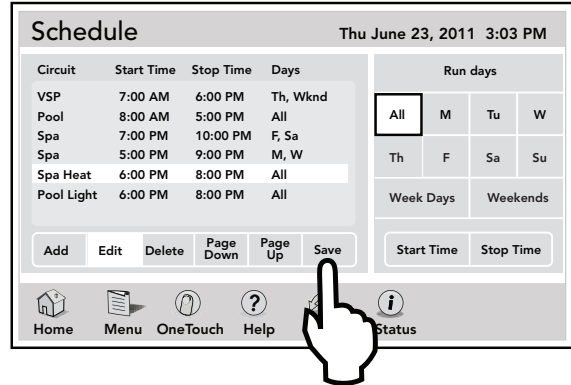 Schedule Thu June 23, 2011 3:03 PM
Circuit Start Time Stop Time Days
VSP 7:00 AM 6:00 PM Th, Wknd
Pool 8:00 AM 5:00 PM All
Spa 7:00 PM 10:00 PM F, Sa
Spa 5:00 PM 9:00 PM M, W
Spa Heat 6:00 PM 8:00 PM All
Pool Light 6:00 PM 8:00 PM All
Add Edit Delete Page Down Page Up Save
Run days
All M Tu W
Th F Sa Su
Week Days Weekends
Start Time Stop Time
Home Menu OneTouch Help Status